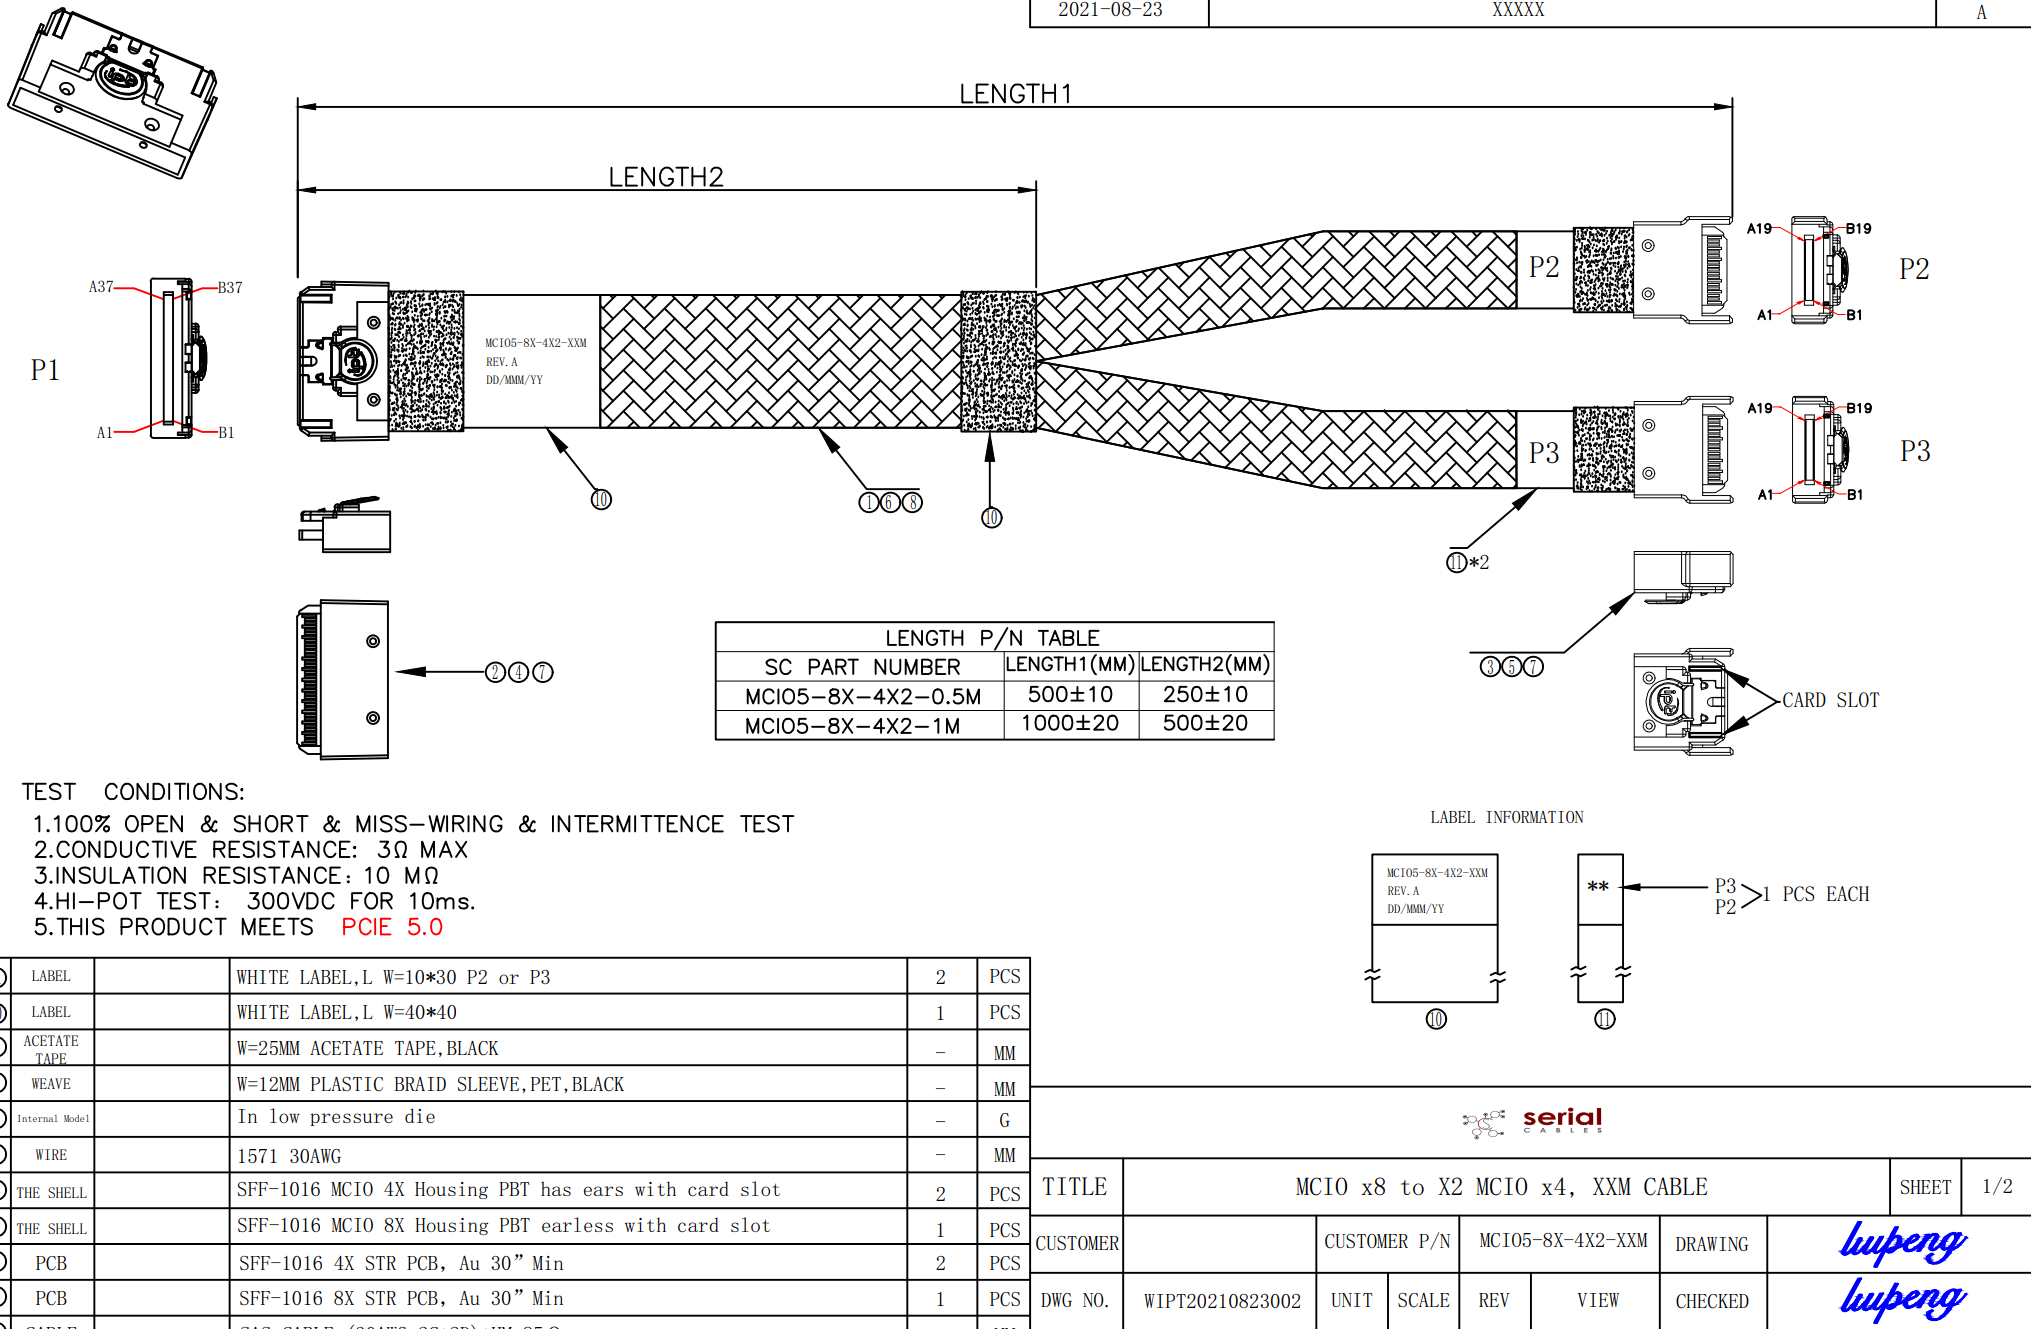 2021-08-23 XXXXX A
LENGTH1
LENGTH2
A37 B37
P1
A1 B1
MCIO5-8X-4X2-XXM
REV.A
DD/MMM/YY
P2
A19 B19
P2
A1 B1
P3
A19 B19
P3
A1 B1
⑩
①⑥⑧
⑩
⑪*2
②④⑦
③⑤⑦
CARD SLOT
LENGTH P/N TABLE
SC PART NUMBER LENGTH1(MM) LENGTH2(MM)
MCIO5-8X-4X2-0.5M 500±10 250±10
MCIO5-8X-4X2-1M 1000±20 500±20
TEST CONDITIONS:
1.100% OPEN & SHORT & MISS-WIRING & INTERMITTENCE TEST
2.CONDUCTIVE RESISTANCE: 3Ω MAX
3.INSULATION RESISTANCE: 10 MΩ
4.HI-POT TEST: 300VDC FOR 10ms.
5.THIS PRODUCT MEETS PCIE 5.0
LABEL INFORMATION
MCIO5-8X-4X2-XXM
REV.A
DD/MMM/YY
**
P3
P2
1 PCS EACH
⑩
⑪
LABEL WHITE LABEL,L W=10*30 P2 or P3 2 PCS
LABEL WHITE LABEL,L W=40*40 1 PCS
ACETATE TAPE W=25MM ACETATE TAPE,BLACK - MM
WEAVE W=12MM PLASTIC BRAID SLEEVE,PET,BLACK - MM
Internal Model In low pressure die - G
WIRE 1571 30AWG - MM
THE SHELL SFF-1016 MCIO 4X Housing PBT has ears with card slot 2 PCS
THE SHELL SFF-1016 MCIO 8X Housing PBT earless with card slot 1 PCS
PCB SFF-1016 4X STR PCB, Au 30” Min 2 PCS
PCB SFF-1016 8X STR PCB, Au 30” Min 1 PCS
serial
CABLES
TITLE MCIO x8 to X2 MCIO x4, XXM CABLE SHEET 1/2
CUSTOMER CUSTOMER P/N MCIO5-8X-4X2-XXM DRAWING
DWG NO. WIPT20210823002 UNIT SCALE REV VIEW CHECKED